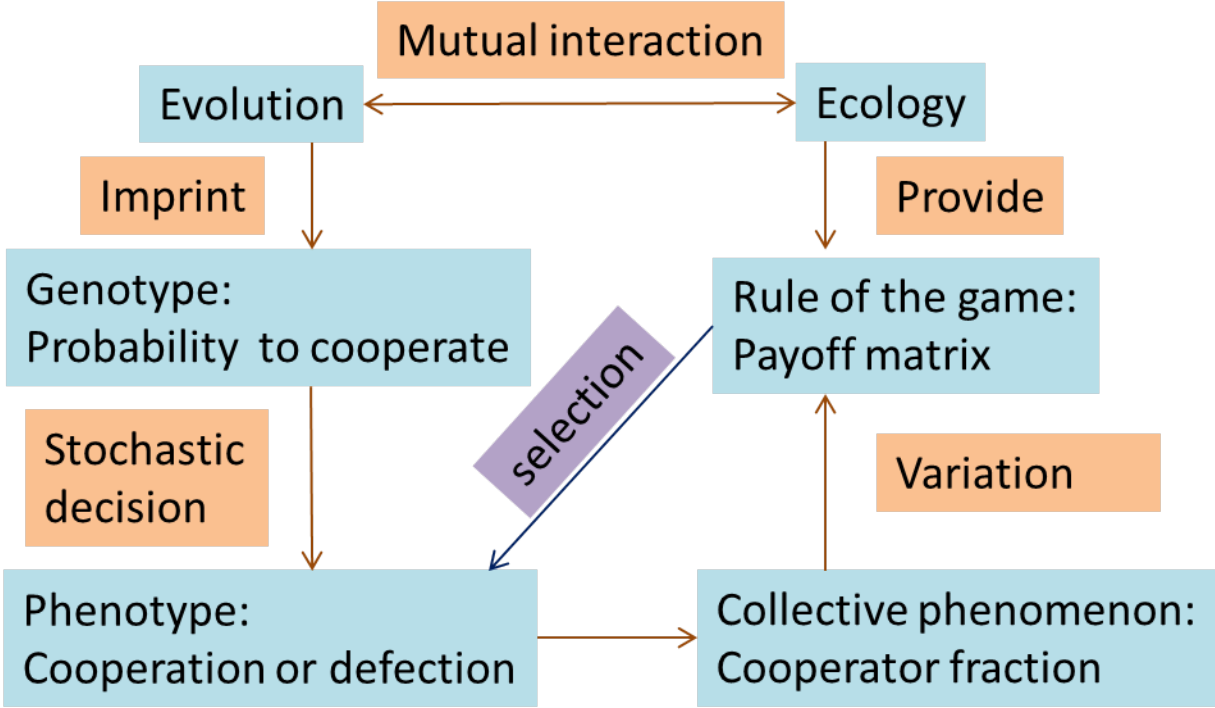 Mutual interaction
Evolution
Ecology
Imprint
Provide
Genotype:
Probability to cooperate
Rule of the game:
Payoff matrix
selection
Stochastic
decision
Variation
Phenotype:
Cooperation or defection
Collective phenomenon:
Cooperator fraction